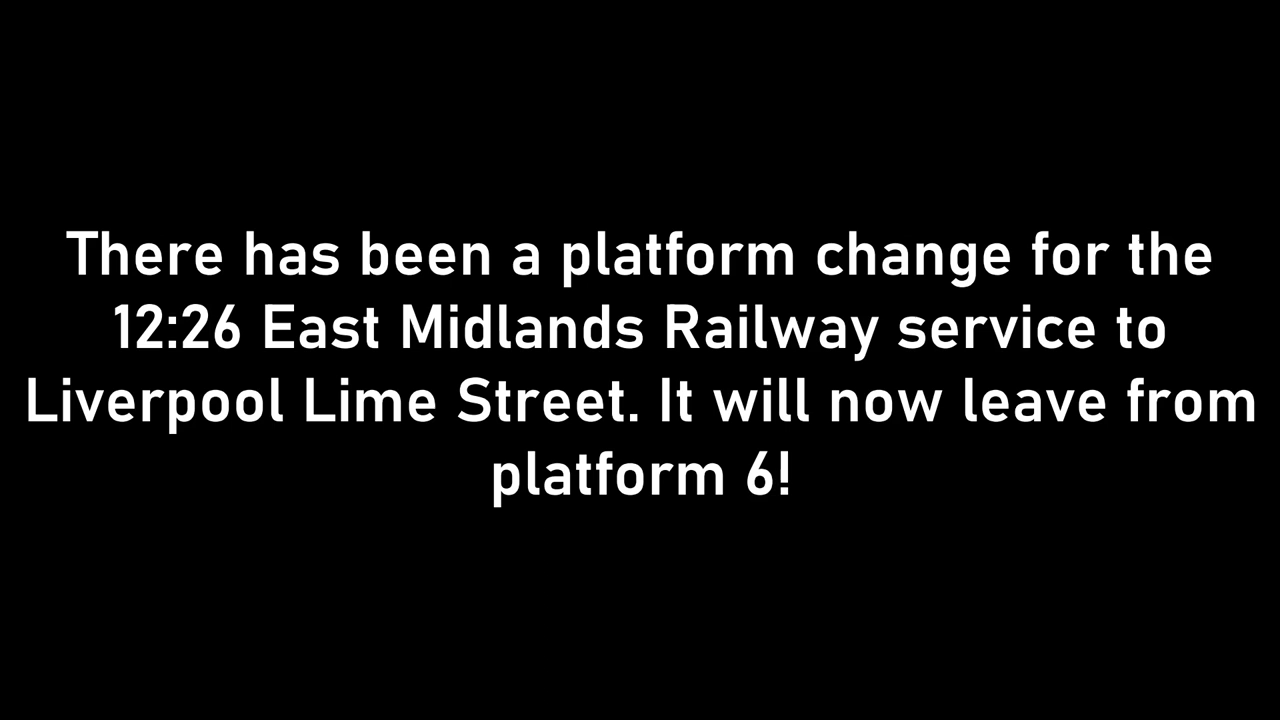 There has been a platform change for the
12:26 East Midlands Railway service to
Liverpool Lime Street. It will now leave from
platform 6!